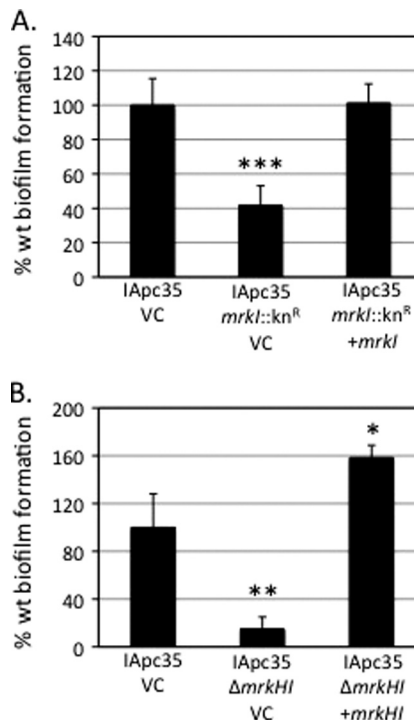 A.
% wt biofilm formation
140
120
100
80
60
40
20
0
***
IApc35 IApc35 IApc35
VC mrkI::knᴿ mrkI::knᴿ
VC +mrkI
B.
% wt biofilm formation
200
160
120
80
40
0
*
**
IApc35 IApc35 IApc35
VC ΔmrkHI ΔmrkHI
VC +mrkHI